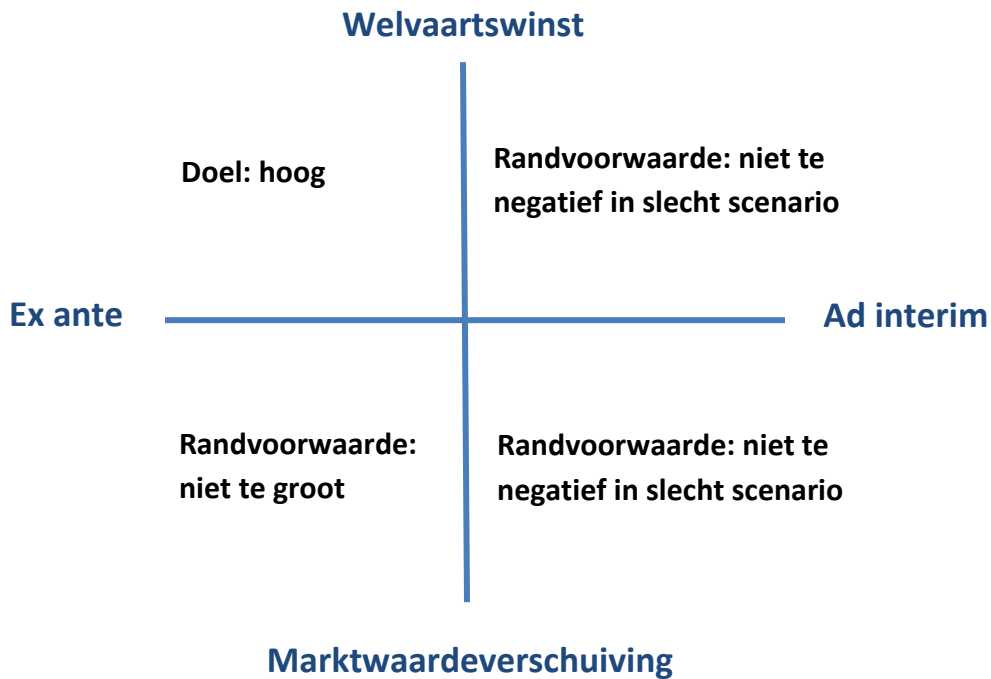 Welvaartswinst
Doel: hoog
Randvoorwaarde: niet te
negatief in slecht scenario
Ex ante
Ad interim
Randvoorwaarde:
niet te groot
Randvoorwaarde: niet te
negatief in slecht scenario
Marktwaardeverschuiving